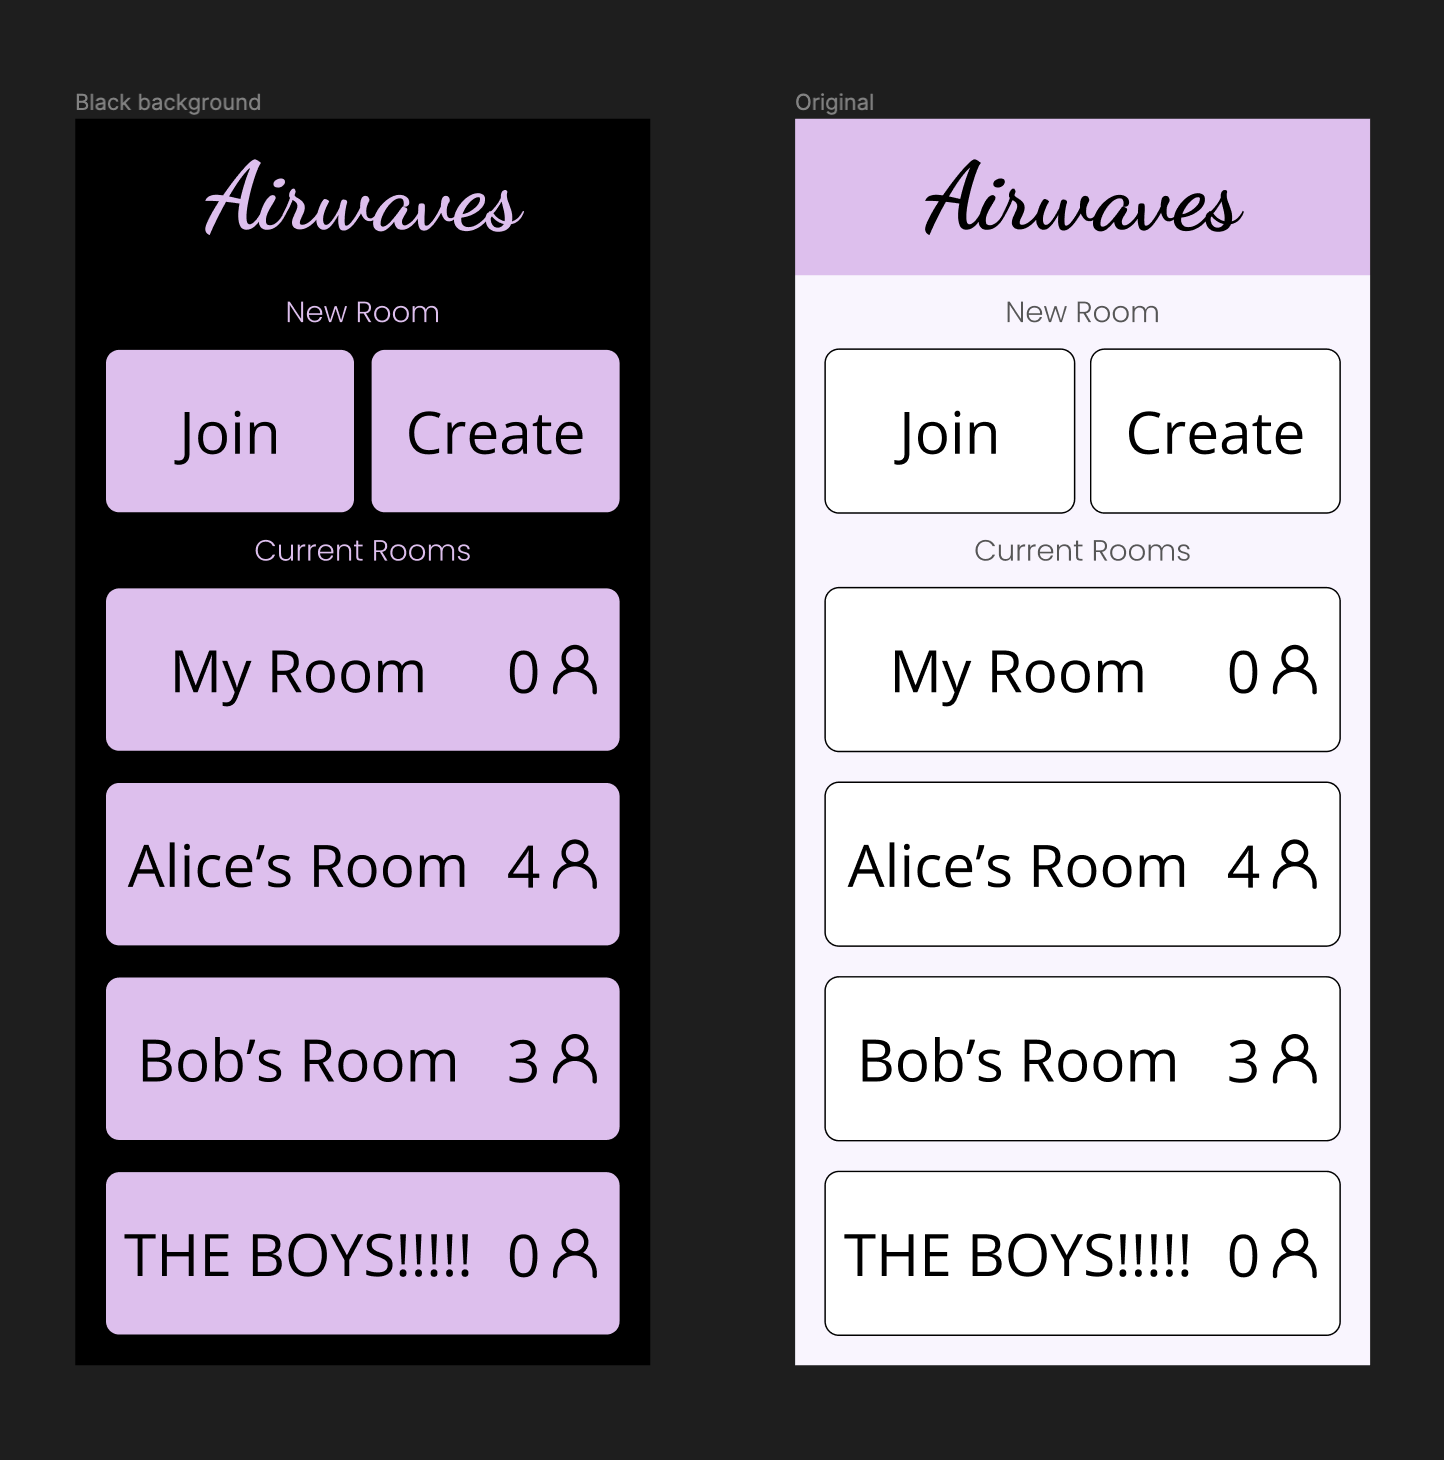 Black background
Airwaves
New Room
Join
Create
Current Rooms
My Room 0
Alice’s Room 4
Bob’s Room 3
THE BOYS!!!!! 0
Original
Airwaves
New Room
Join
Create
Current Rooms
My Room 0
Alice’s Room 4
Bob’s Room 3
THE BOYS!!!!! 0